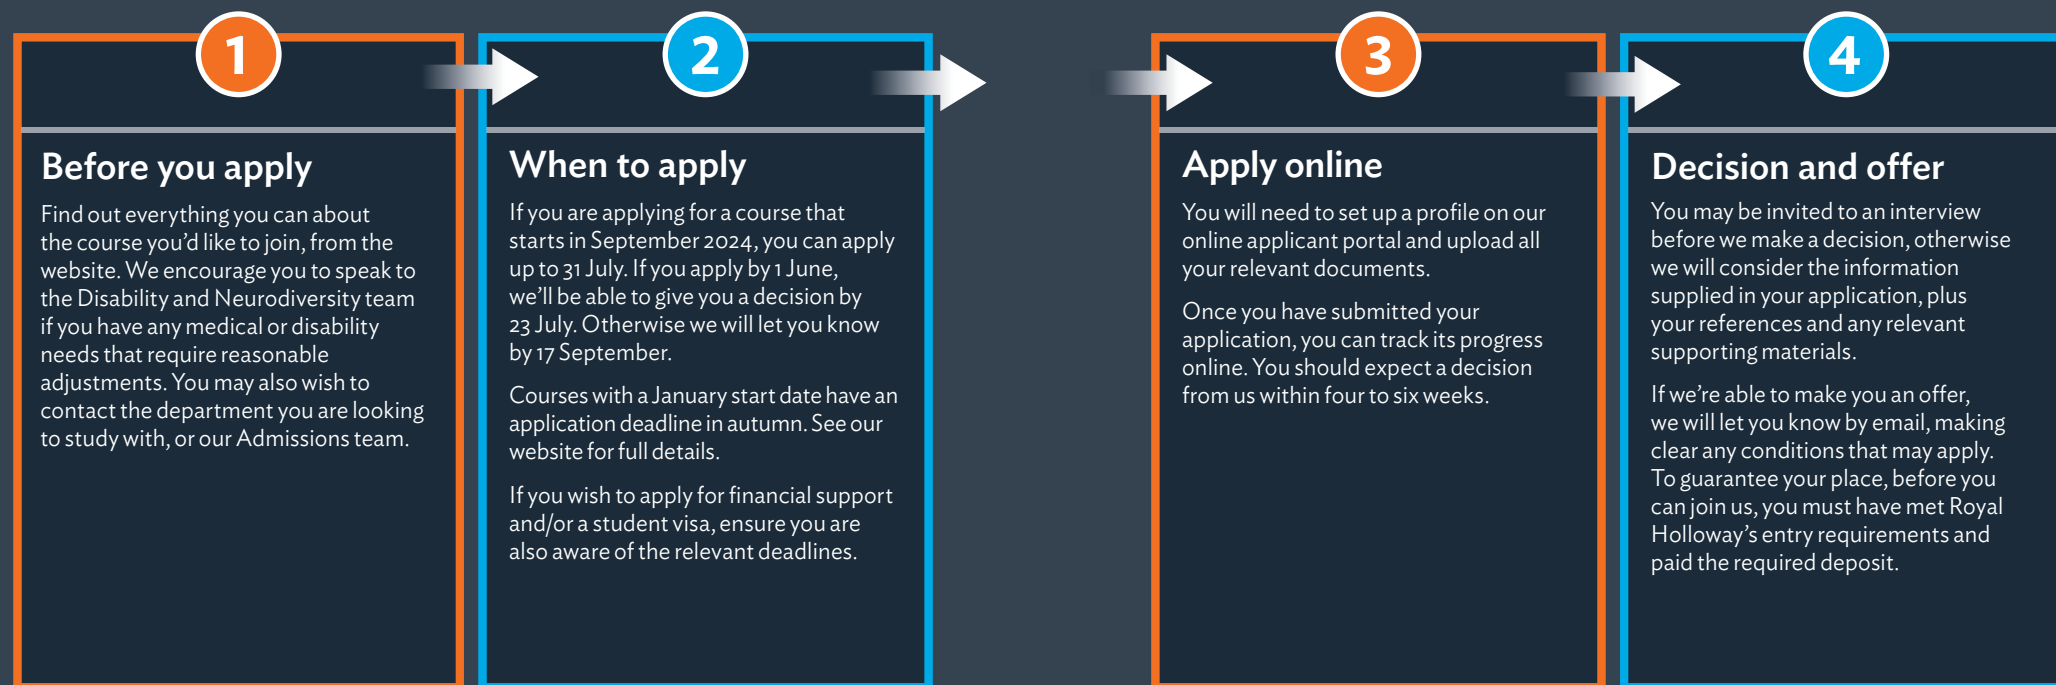 1
Before you apply
Find out everything you can about
the course you’d like to join, from the
website. We encourage you to speak to
the Disability and Neurodiversity team
if you have any medical or disability
needs that require reasonable
adjustments. You may also wish to
contact the department you are looking
to study with, or our Admissions team.
2
When to apply
If you are applying for a course that
starts in September 2024, you can apply
up to 31 July. If you apply by 1 June,
we’ll be able to give you a decision by
23 July. Otherwise we will let you know
by 17 September.
Courses with a January start date have an
application deadline in autumn. See our
website for full details.
If you wish to apply for financial support
and/or a student visa, ensure you are
also aware of the relevant deadlines.
3
Apply online
You will need to set up a profile on our
online applicant portal and upload all
your relevant documents.
Once you have submitted your
application, you can track its progress
online. You should expect a decision
from us within four to six weeks.
4
Decision and offer
You may be invited to an interview
before we make a decision, otherwise
we will consider the information
supplied in your application, plus
your references and any relevant
supporting materials.
If we’re able to make you an offer,
we will let you know by email, making
clear any conditions that may apply.
To guarantee your place, before you
can join us, you must have met Royal
Holloway’s entry requirements and
paid the required deposit.